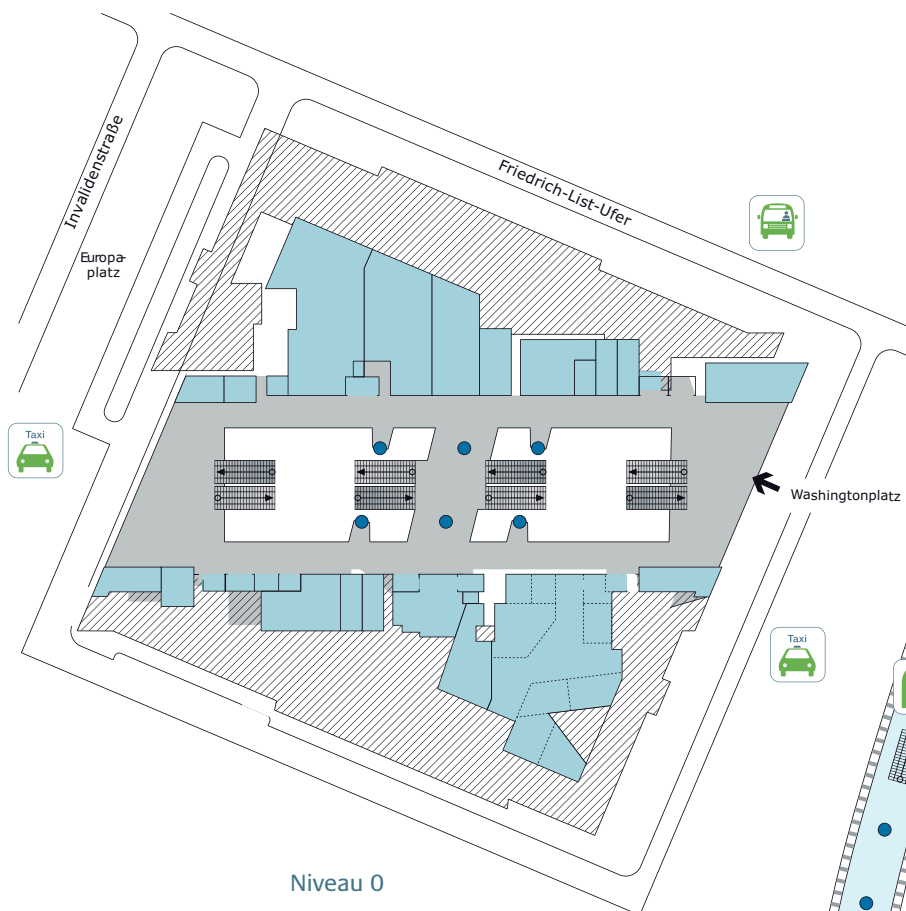 Invalidenstraße
Friedrich-List-Ufer
Europa-
platz
Taxi
Washingtonplatz
Taxi
Niveau 0